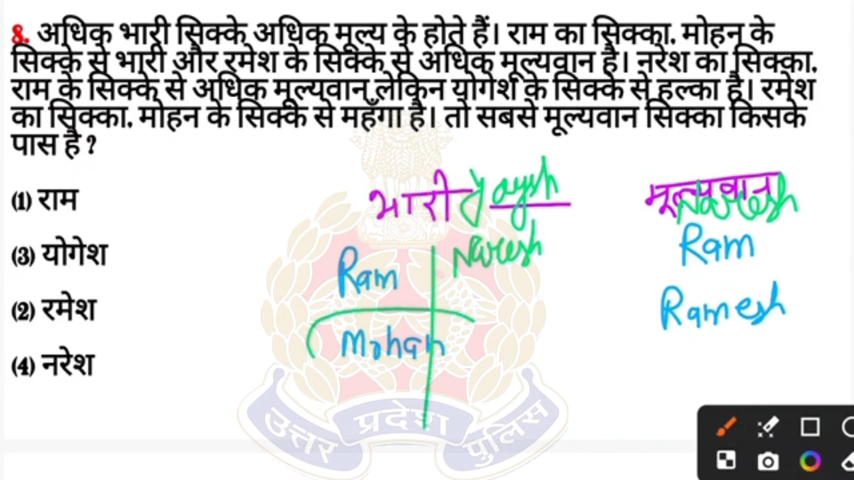 8. अधिक भारी सिक्के अधिक मूल्य के होते हैं। राम का सिक्का. मोहन के
सिक्के से भारी और रमेश के सिक्के से अधिक मूल्यवान है। नरेश का सिक्का.
राम के सिक्के से अधिक मूल्यवान लेकिन योगेश के सिक्के से हल्का है। रमेश
का सिक्का. मोहन के सिक्के से महँगा है। तो सबसे मूल्यवान सिक्का किसके
पास है?
(1) राम
(3) योगेश
(2) रमेश
(4) नरेश
भारी Yogesh
Ram Naresh
Mohan
मूल्यवान
Naresh
Ram
Ramesh
उत्तर प्रदेश पुलिस